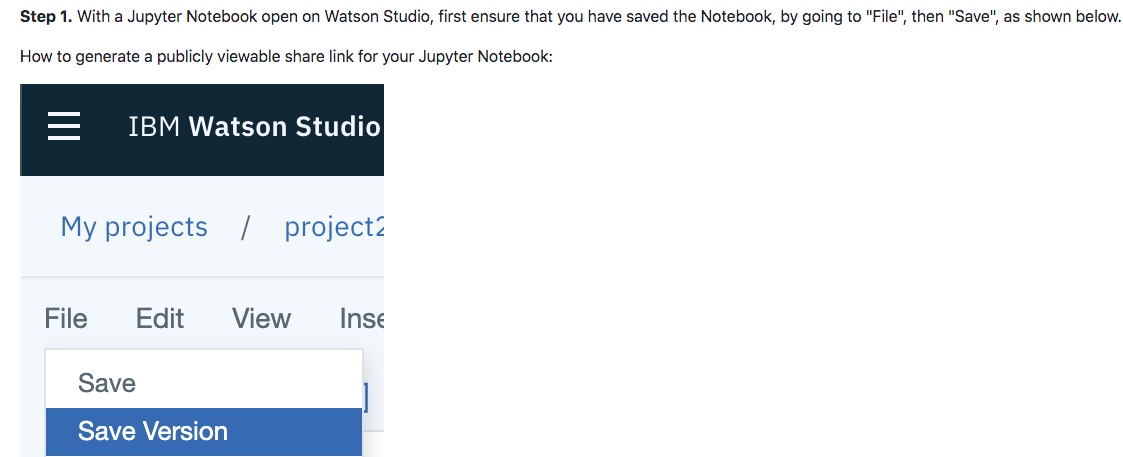 Step 1. With a Jupyter Notebook open on Watson Studio, first ensure that you have saved the Notebook, by going to "File", then "Save", as shown below.
How to generate a publicly viewable share link for your Jupyter Notebook:
IBM Watson Studio
My projects / project2
File Edit View Inse
Save
]
Save Version